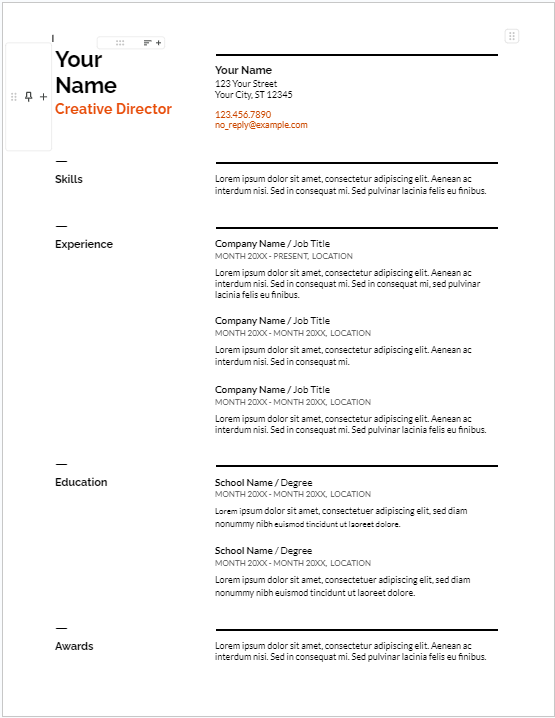 Your
Name
Creative Director
Your Name
123 Your Street
Your City, ST 12345
123.456.7890
no_reply@example.com
—
Skills
Lorem ipsum dolor sit amet, consectetur adipiscing elit. Aenean ac
interdum nisi. Sed in consequat mi. Sed pulvinar lacinia felis eu finibus.
—
Experience
Company Name / Job Title
MONTH 20XX - PRESENT, LOCATION
Lorem ipsum dolor sit amet, consectetur adipiscing elit. Aenean ac
interdum nisi. Sed in consequat mi. Sed in consequat mi, sed pulvinar
lacinia felis eu finibus.
Company Name / Job Title
MONTH 20XX - MONTH 20XX, LOCATION
Lorem ipsum dolor sit amet, consectetur adipiscing elit. Aenean ac
interdum nisi. Sed in consequat mi.
Company Name / Job Title
MONTH 20XX - MONTH 20XX, LOCATION
Lorem ipsum dolor sit amet, consectetur adipiscing elit. Aenean ac
interdum nisi. Sed in consequat mi. Sed pulvinar lacinia felis eu finibus.
—
Education
School Name / Degree
MONTH 20XX - MONTH 20XX, LOCATION
Lorem ipsum dolor sit amet, consectetuer adipiscing elit, sed diam
nonummy nibh euismod tincidunt ut laoreet dolore.
School Name / Degree
MONTH 20XX - MONTH 20XX, LOCATION
Lorem ipsum dolor sit amet, consectetuer adipiscing elit, sed diam
nonummy nibh euismod tincidunt ut laoreet dolore.
—
Awards
Lorem ipsum dolor sit amet, consectetur adipiscing elit. Aenean ac
interdum nisi. Sed in consequat mi. Sed pulvinar lacinia felis eu finibus.